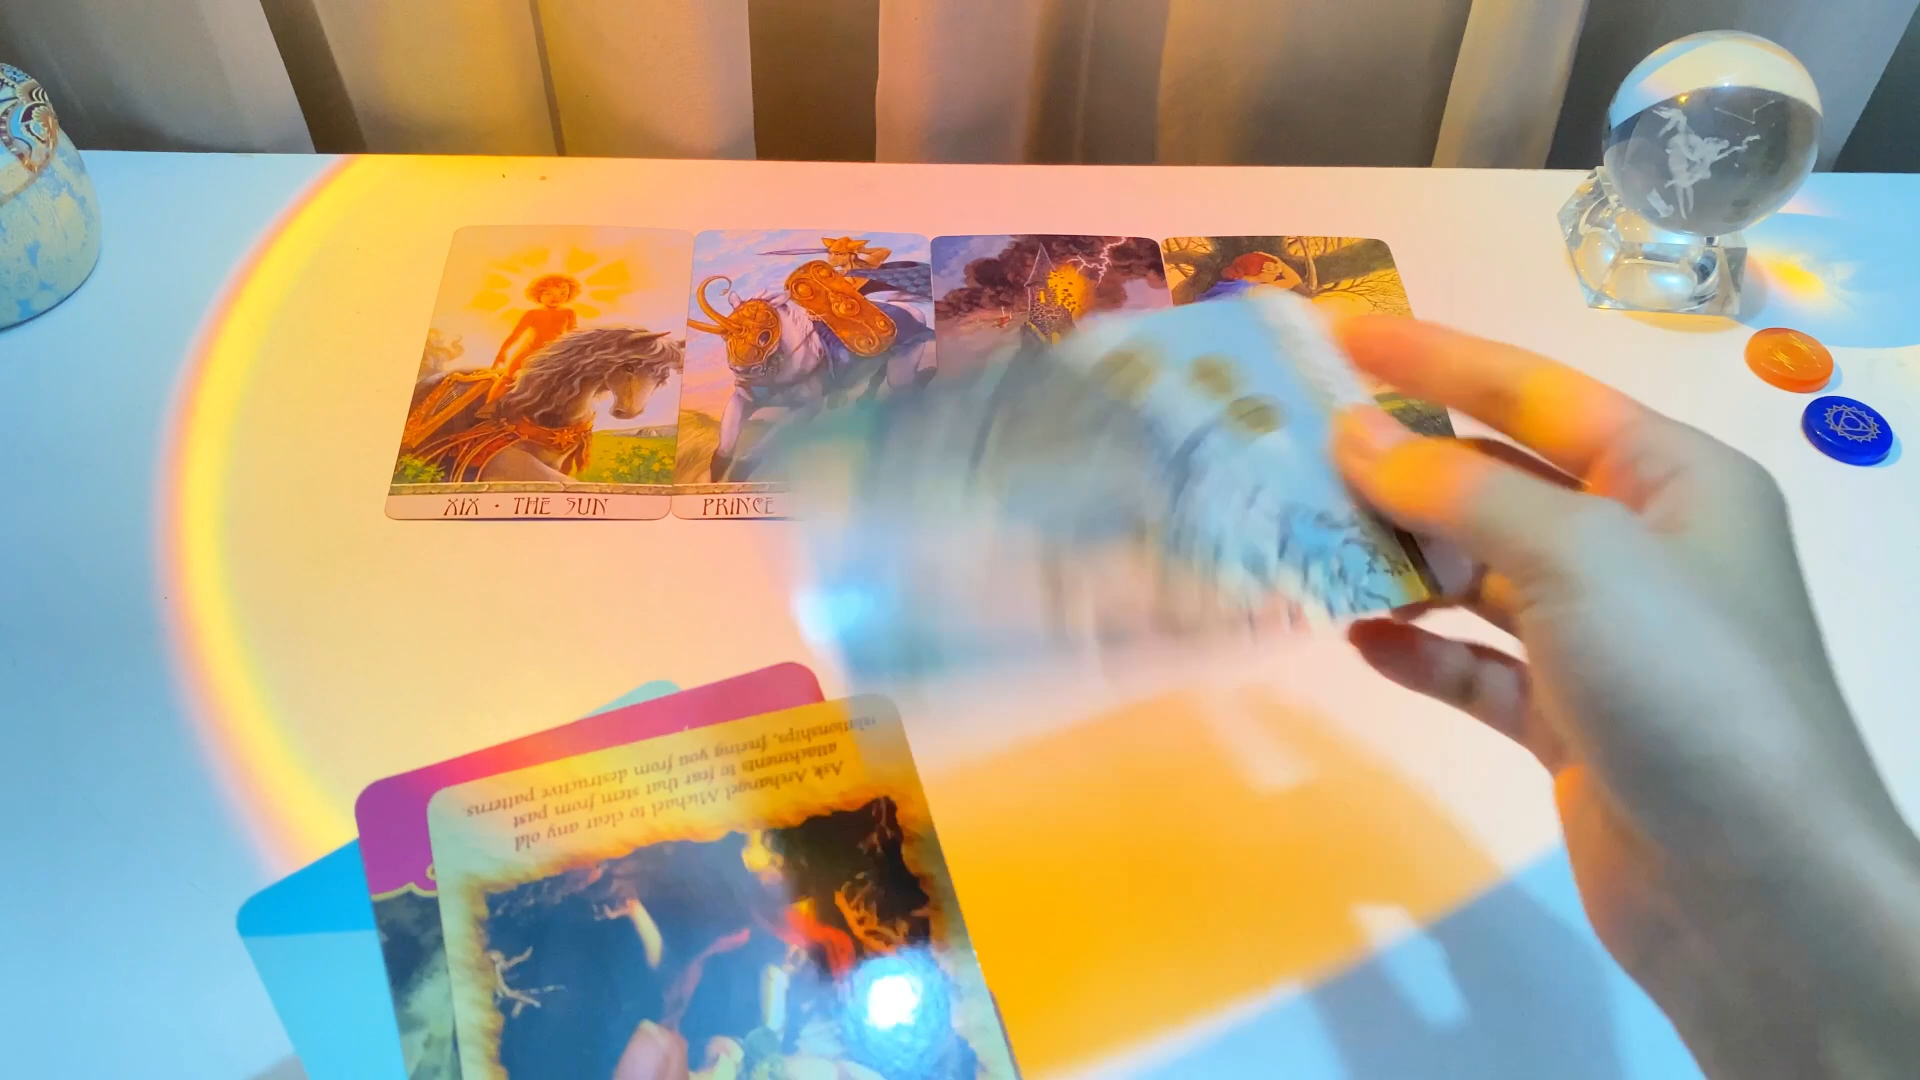 XIX · THE SUN
PRINCE
Ask Archangel Michael to clear any old
attachments to fear that stem from past
relationships, freeing you from destructive patterns